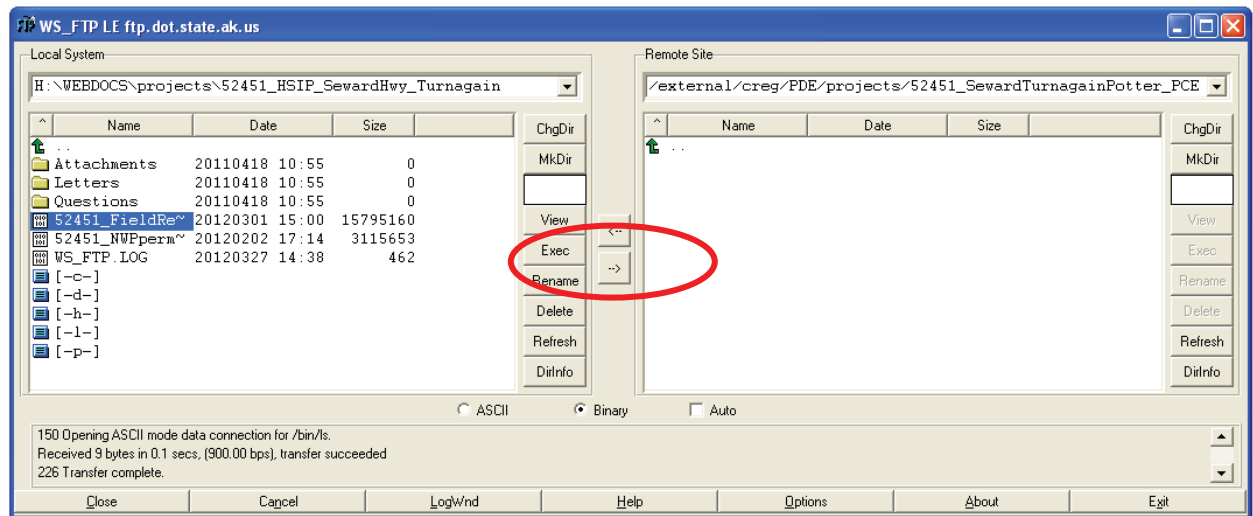 WS_FTP LE ftp.dot.state.ak.us
Local System
H:\WEBDOCS\projects\52451_HSIP_SewardHwy_Turnagain
^ Name Date Size
..
Attachments 20110418 10:55 0
Letters 20110418 10:55 0
Questions 20110418 10:55 0
52451_FieldRe~ 20120301 15:00 15795160
52451_NWPperm~ 20120202 17:14 3115653
WS_FTP.LOG 20120327 14:38 462
[-c-]
[-d-]
[-h-]
[-l-]
[-p-]
ChgDir
MkDir
View
Exec
Rename
Delete
Refresh
DirInfo
<--
-->
Remote Site
/external/creg/PDE/projects/52451_SewardTurnagainPotter_PCE
^ Name Date Size
..
ChgDir
MkDir
View
Exec
Rename
Delete
Refresh
DirInfo
ASCII Binary Auto
150 Opening ASCII mode data connection for /bin/ls.
Received 9 bytes in 0.1 secs, (900.00 bps), transfer succeeded
226 Transfer complete.
Close Cancel LogWnd Help Options About Exit